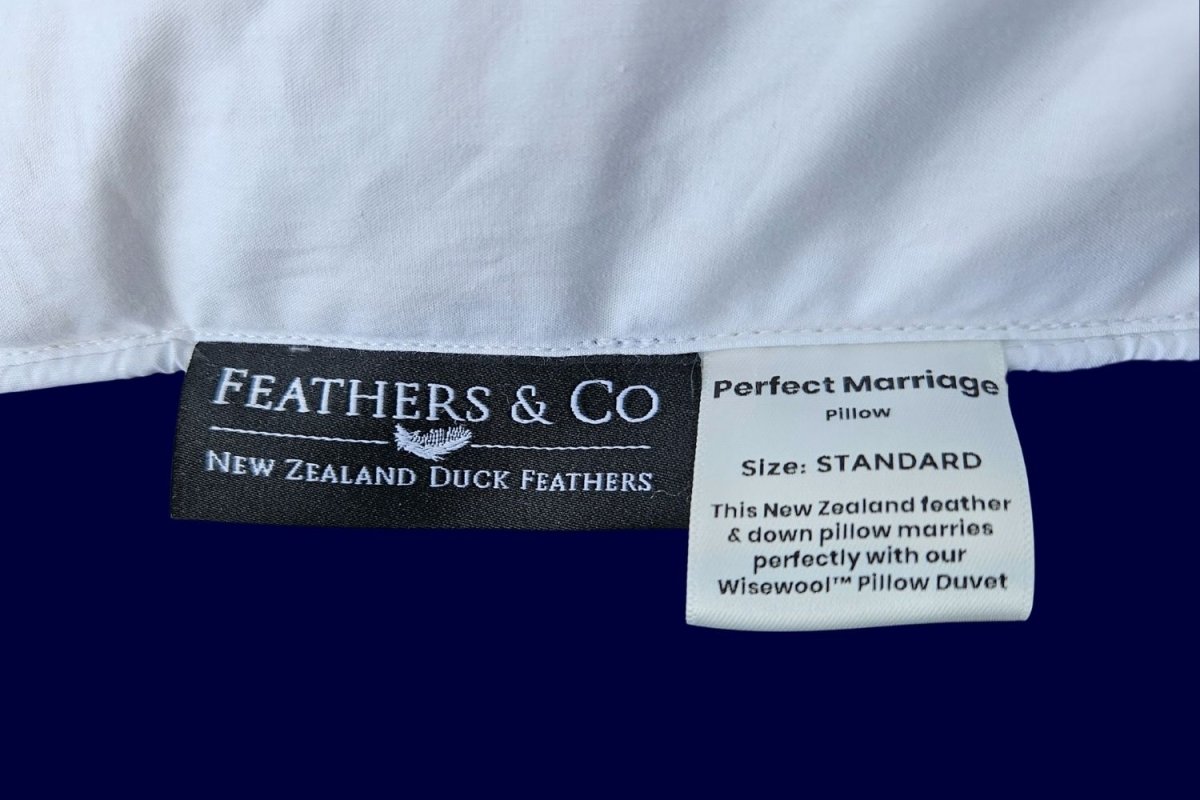 FEATHERS & CO
NEW ZEALAND DUCK FEATHERS
Perfect Marriage
Pillow
Size: STANDARD
This New Zealand feather
& down pillow marries
perfectly with our
Wisewool™ Pillow Duvet